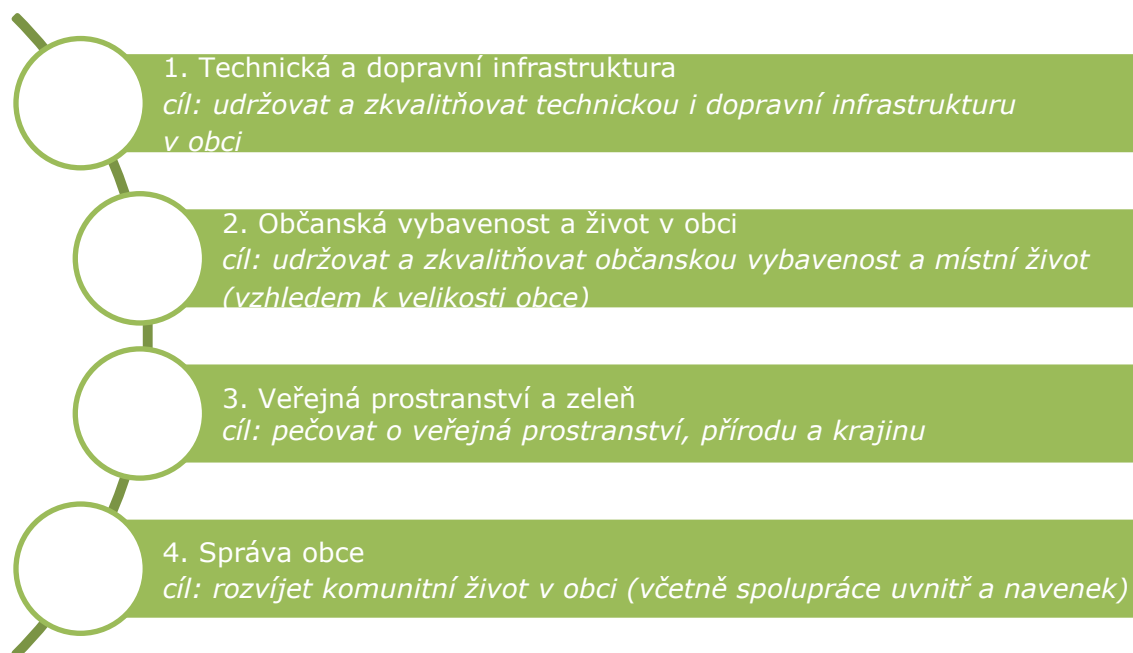 1. Technická a dopravní infrastruktura
cíl: udržovat a zkvalitňovat technickou i dopravní infrastrukturu
v obci
2. Občanská vybavenost a život v obci
cíl: udržovat a zkvalitňovat občanskou vybavenost a místní život
(vzhledem k velikosti obce)
3. Veřejná prostranství a zeleň
cíl: pečovat o veřejná prostranství, přírodu a krajinu
4. Správa obce
cíl: rozvíjet komunitní život v obci (včetně spolupráce uvnitř a navenek)